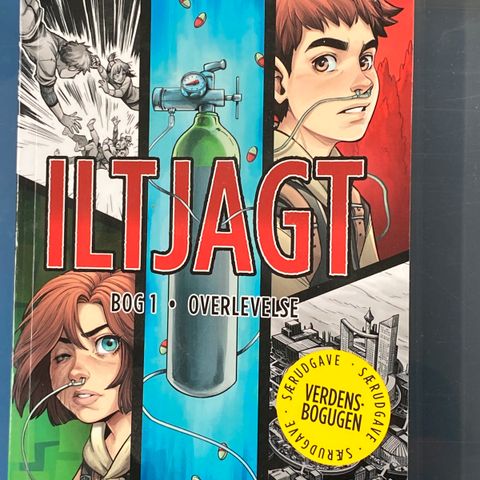 ILTJAGT
BOG 1 • OVERLEVELSE
SÆRUDGAVE • SÆRUDGAVE • SÆRUDGAVE •
VERDENS-
BOGUGEN